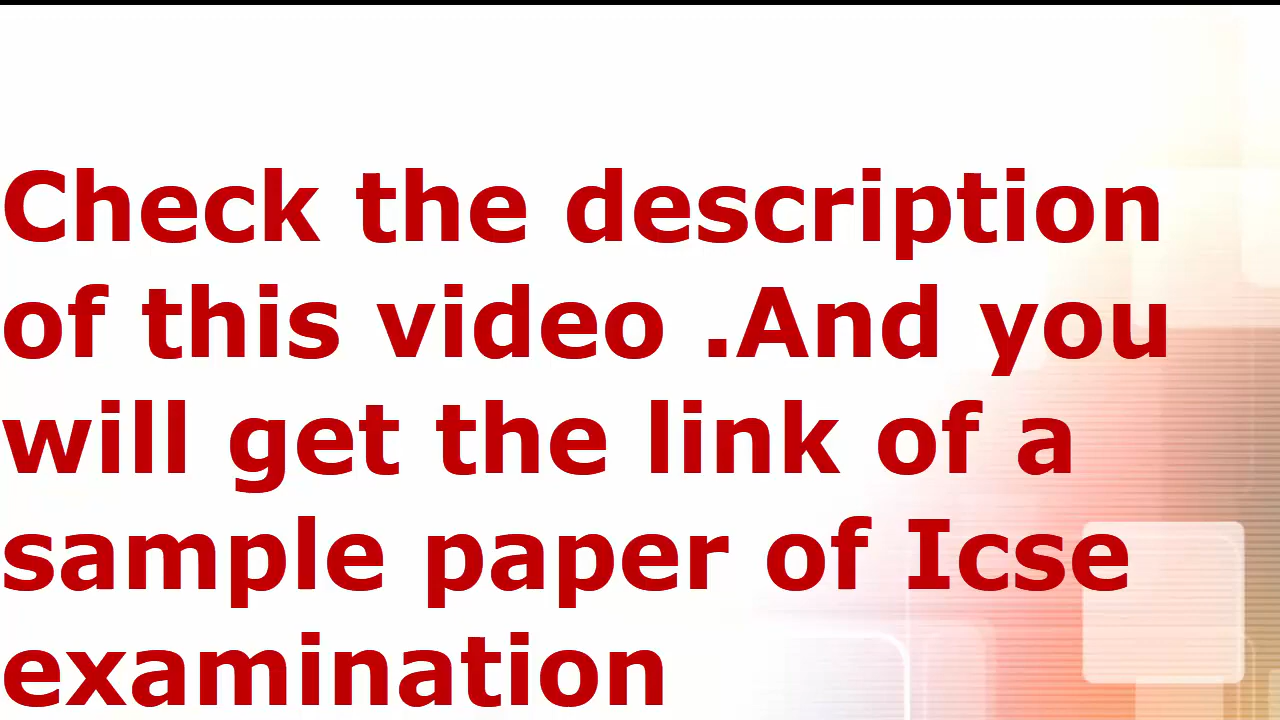 Check the description
of this video .And you
will get the link of a
sample paper of Icse
examination